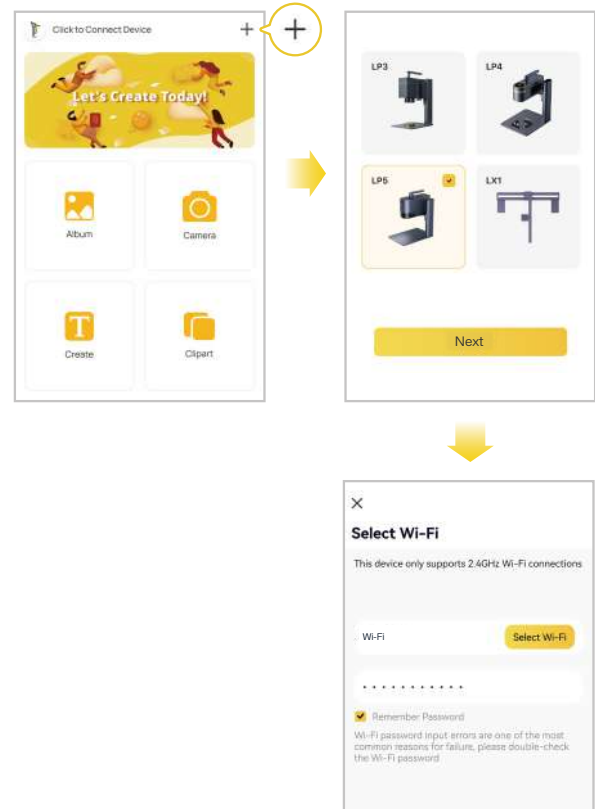 Click to Connect Device
Let's Create Today!
Album
Camera
Create
Clipart
LP3
LP4
LP5
LX1
Next
Select Wi-Fi
This device only supports 2.4GHz Wi-Fi connections
Wi-Fi
Select Wi-Fi
Remember Password
Wi-Fi password input errors are one of the most
common reasons for failure, please double-check
the Wi-Fi password